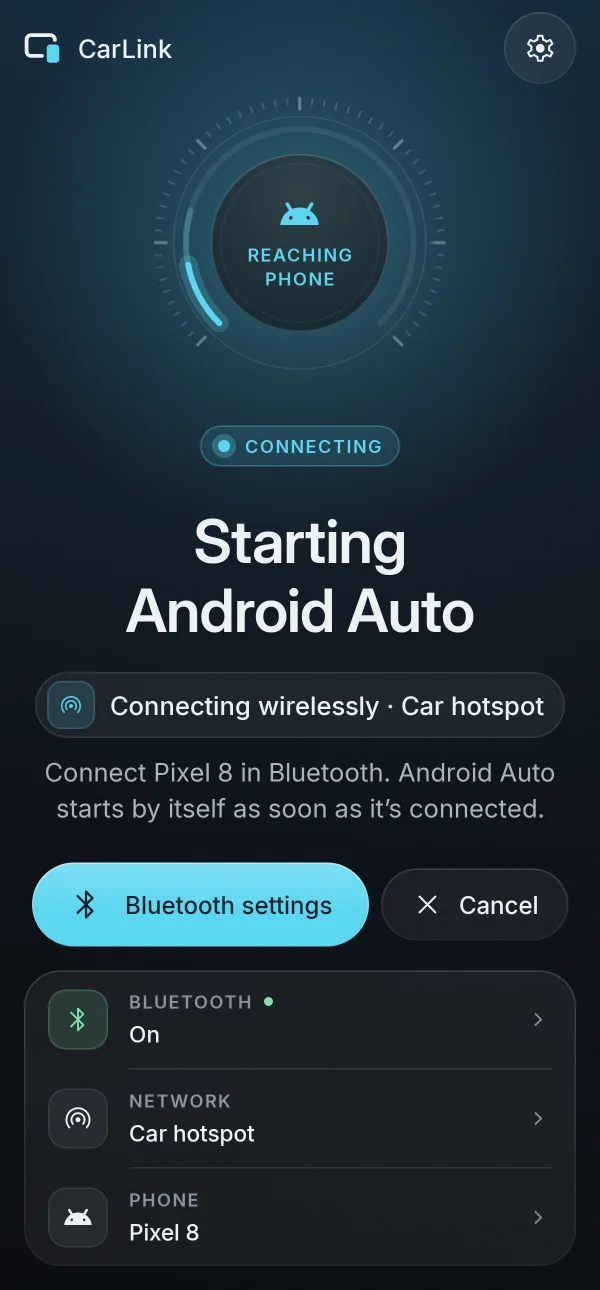 CarLink
REACHING
PHONE
CONNECTING
Starting
Android Auto
Connecting wirelessly · Car hotspot
Connect Pixel 8 in Bluetooth. Android Auto
starts by itself as soon as it’s connected.
Bluetooth settings
Cancel
BLUETOOTH
On
NETWORK
Car hotspot
PHONE
Pixel 8